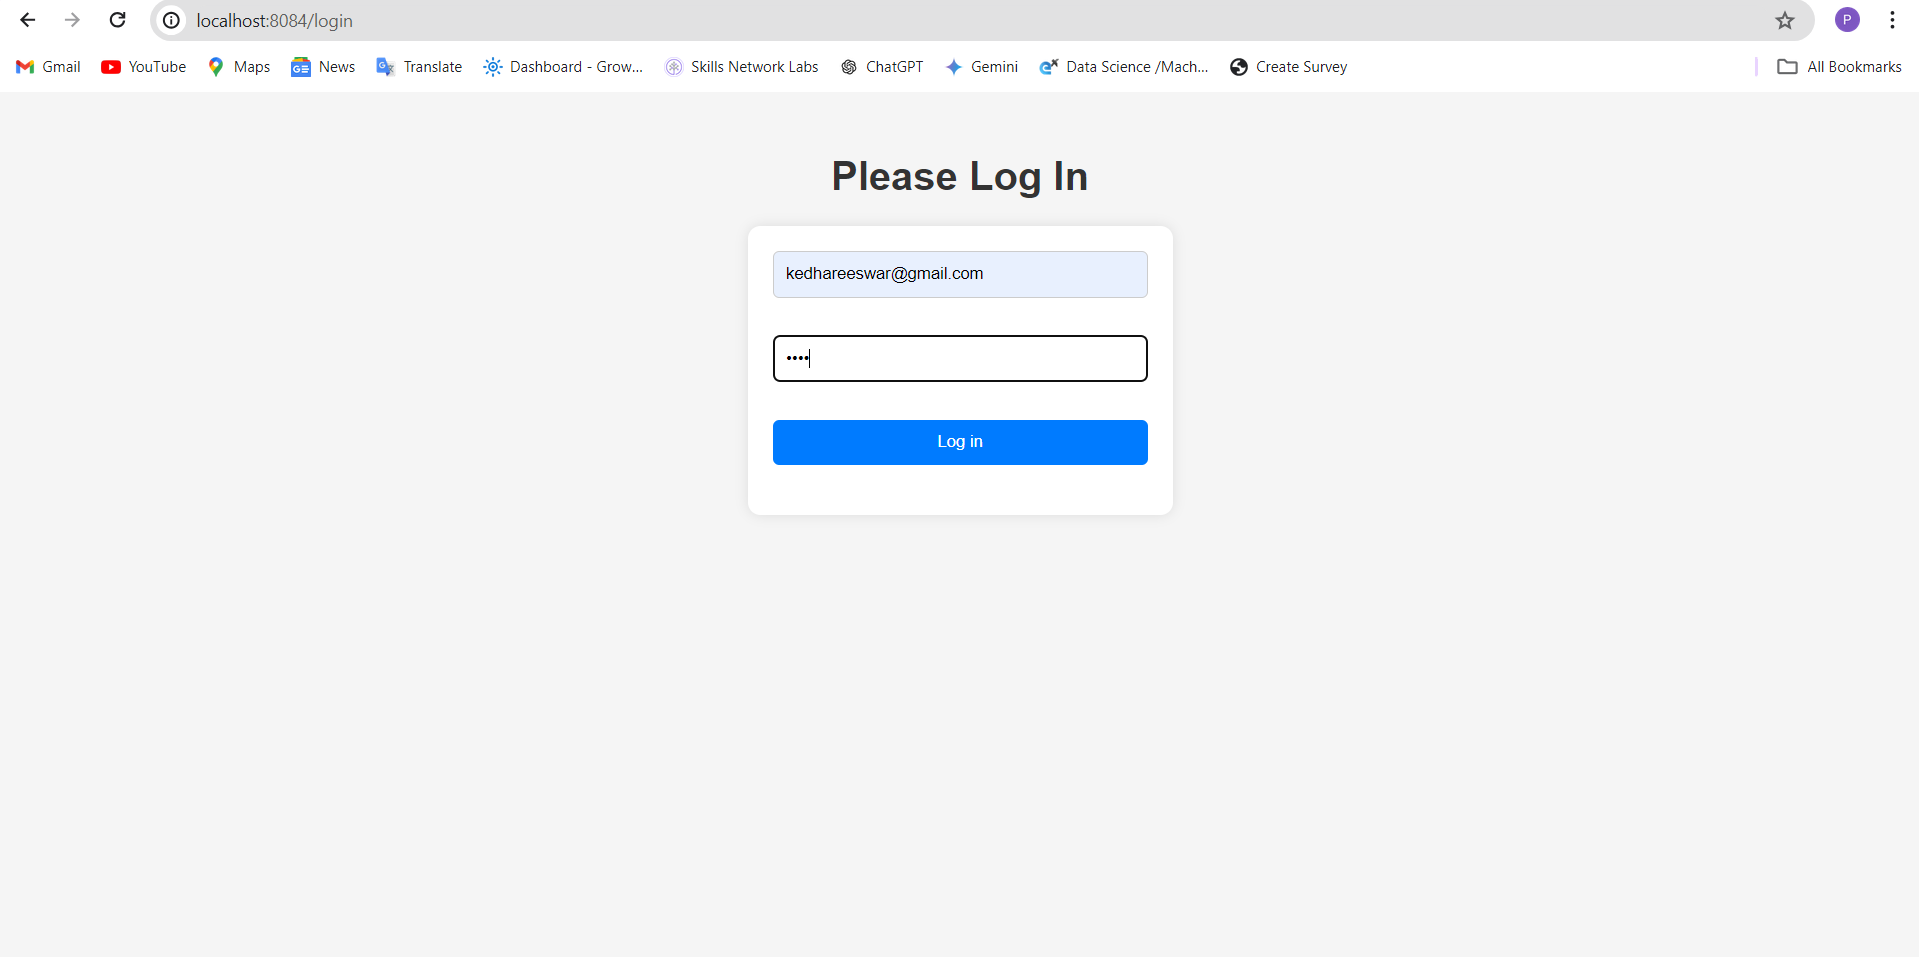 localhost:8084/login
P
Gmail YouTube Maps News Translate Dashboard - Grow... Skills Network Labs ChatGPT Gemini Data Science /Mach... Create Survey All Bookmarks
Please Log In
kedhareeswar@gmail.com
••••
Log in